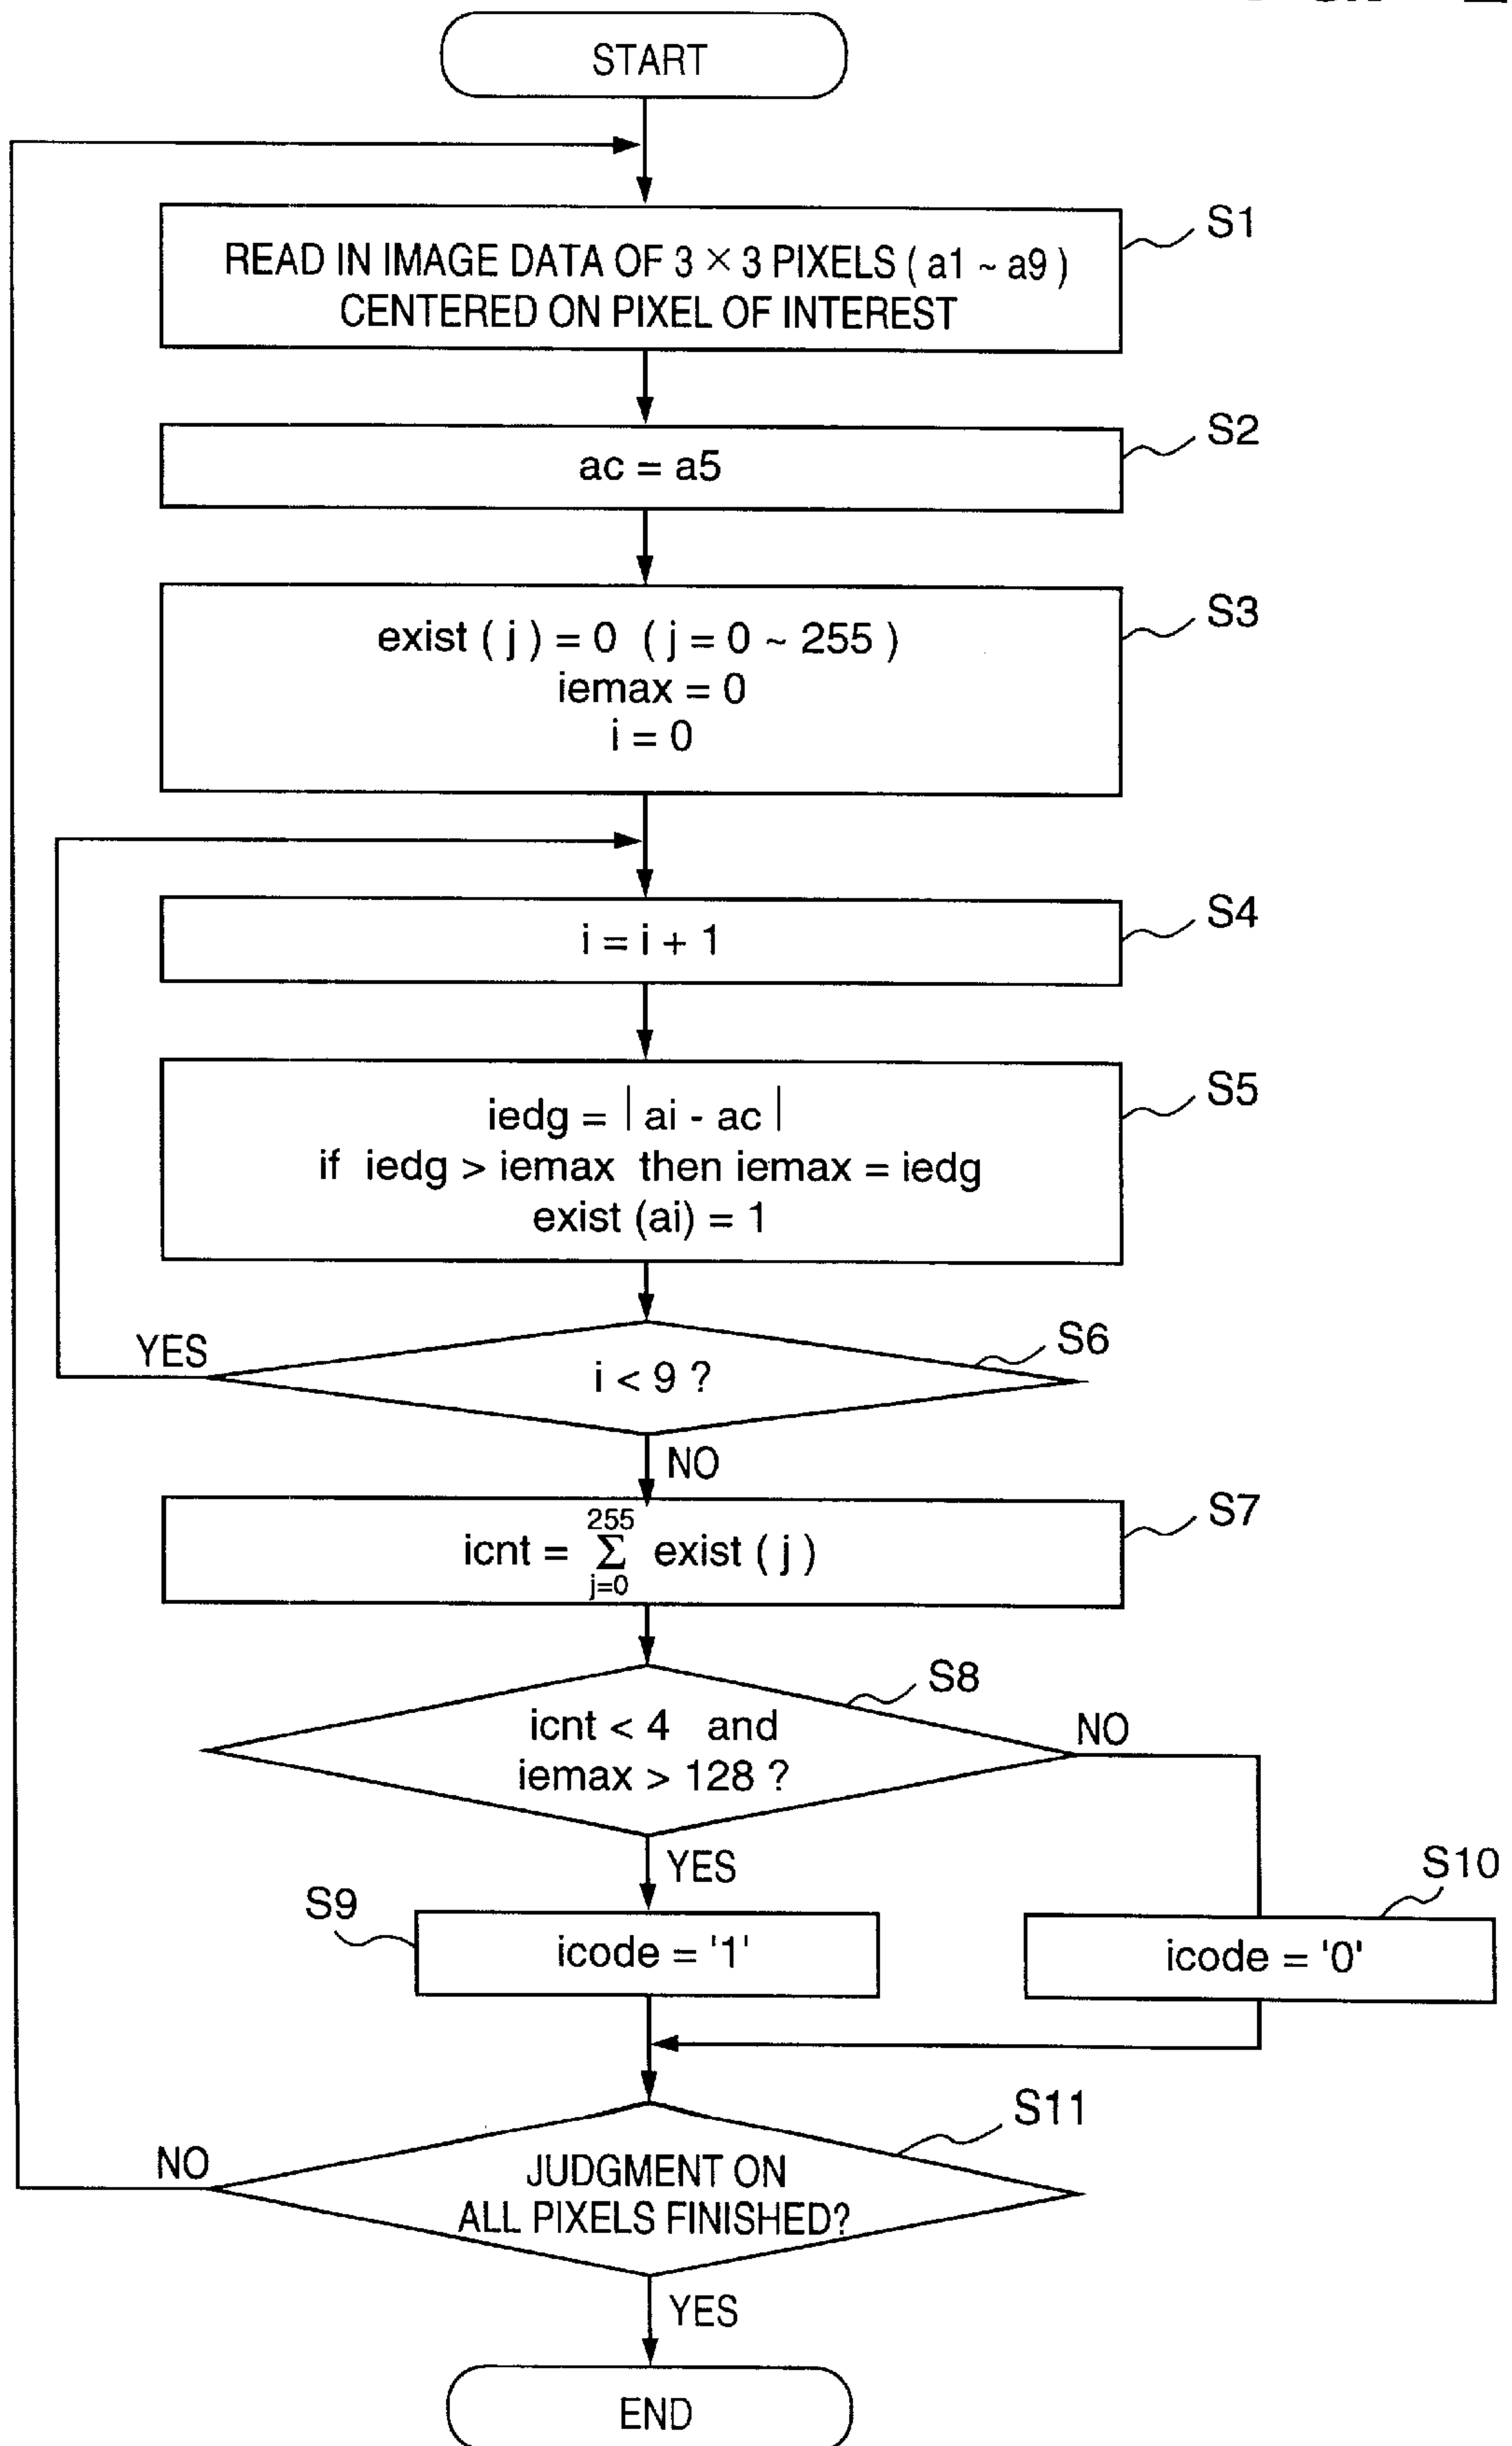 START
S1
READ IN IMAGE DATA OF 3 × 3 PIXELS ( a1 ~ a9 )
CENTERED ON PIXEL OF INTEREST
S2
ac = a5
S3
exist ( j ) = 0 ( j = 0 ~ 255 )
iemax = 0
i = 0
S4
i = i + 1
S5
iedg = | ai - ac |
if iedg > iemax then iemax = iedg
exist (ai) = 1
S6
YES
i < 9 ?
NO
S7
255
icnt = Σ exist ( j )
j=0
S8
icnt < 4 and
NO
iemax > 128 ?
YES
S10
S9
icode = '1'
icode = '0'
S11
NO
JUDGMENT ON
ALL PIXELS FINISHED?
YES
END